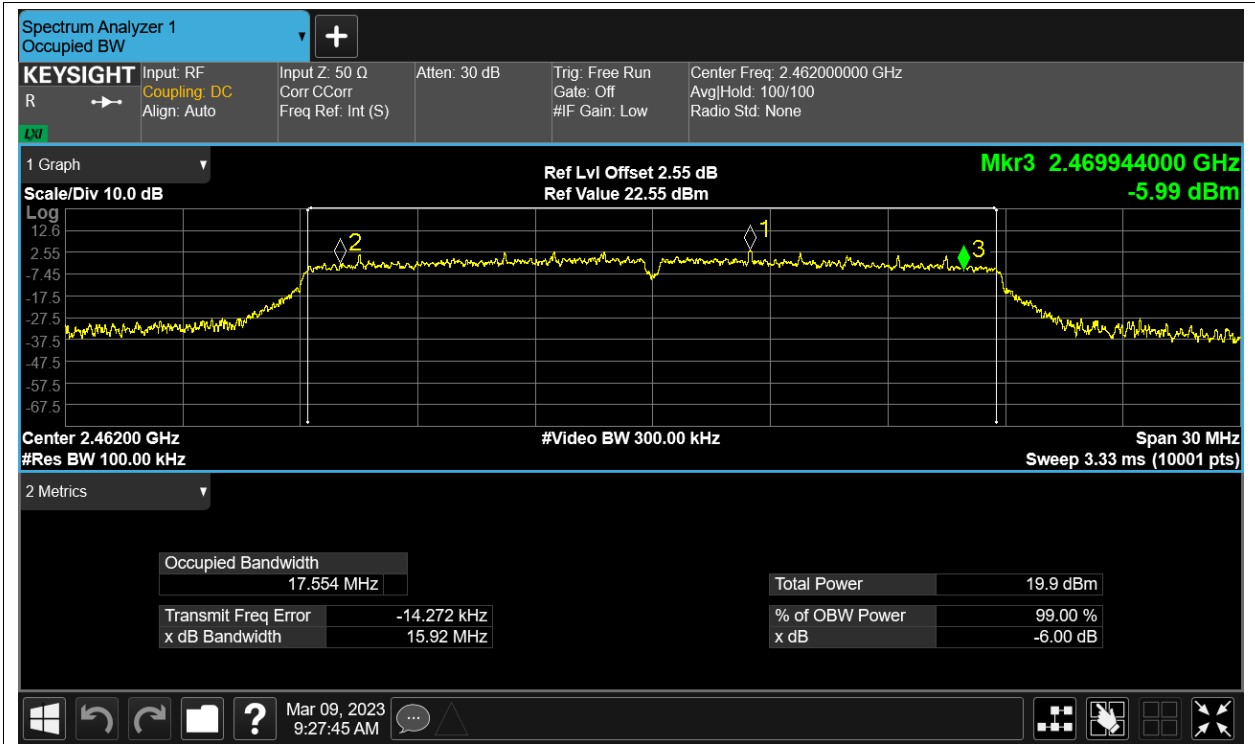 Spectrum Analyzer 1
Occupied BW
KEYSIGHT
R
LXI
Input: RF
Coupling: DC
Align: Auto
Input Z: 50 Ω
Corr CCorr
Freq Ref: Int (S)
Atten: 30 dB
Trig: Free Run
Gate: Off
#IF Gain: Low
Center Freq: 2.462000000 GHz
Avg|Hold: 100/100
Radio Std: None
1 Graph
Scale/Div 10.0 dB
Ref Lvl Offset 2.55 dB
Ref Value 22.55 dBm
Mkr3 2.469944000 GHz
-5.99 dBm
Log
12.6
2.55
-7.45
-17.5
-27.5
-37.5
-47.5
-57.5
-67.5
2
1
3
Center 2.46200 GHz
#Video BW 300.00 kHz
Span 30 MHz
#Res BW 100.00 kHz
Sweep 3.33 ms (10001 pts)
2 Metrics
Occupied Bandwidth
17.554 MHz
Total Power 19.9 dBm
Transmit Freq Error -14.272 kHz
% of OBW Power 99.00 %
x dB Bandwidth 15.92 MHz
x dB -6.00 dB
?
Mar 09, 2023
9:27:45 AM